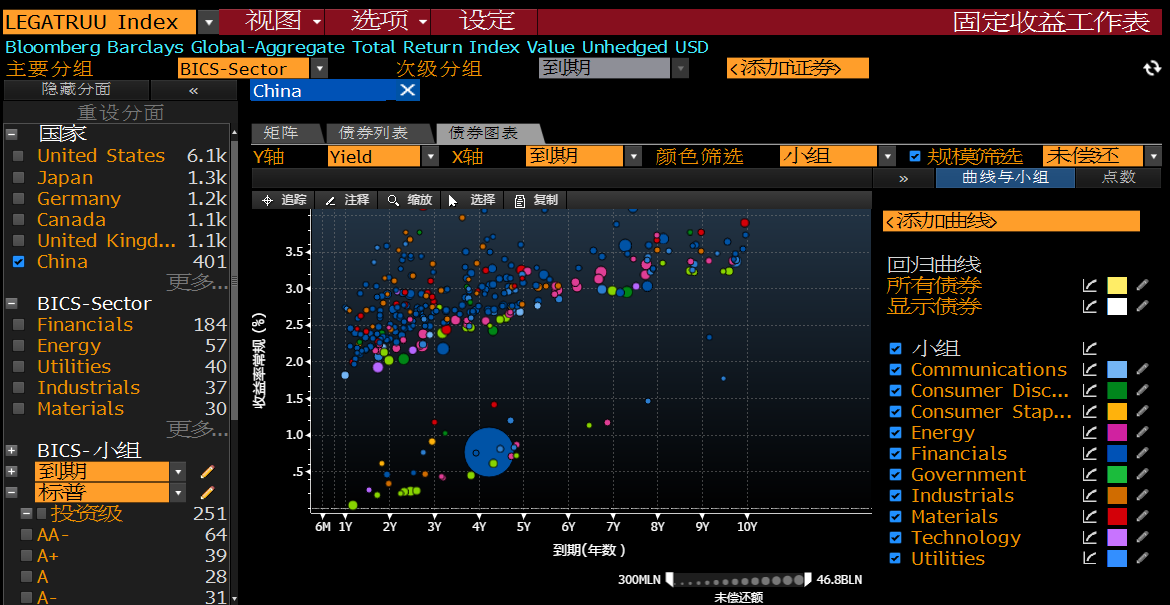 LEGATRUU Index 视图 选项 设定 固定收益工作表
Bloomberg Barclays Global-Aggregate Total Return Index Value Unhedged USD
主要分组 BICS-Sector 次级分组 到期 <添加证券>
隐藏分面 « China
重设分面
国家 矩阵 债券列表 债券图表
United States 6.1k Y轴 Yield X轴 到期 颜色筛选 小组 规模筛选 未偿还
Japan 1.3k » 曲线与小组 点数
Germany 1.2k 追踪 注释 缩放 选择 复制
Canada 1.1k <添加曲线>
United Kingd... 1.1k
China 401
更多...
BICS-Sector
Financials 184
Energy 57
Utilities 40
Industrials 37
Materials 30
更多...
BICS-小组
到期
标普
投资级 251
AA- 64
A+ 39
A 28
A- 31
收益率常规 (%)
3.5
3.0
2.5
2.0
1.5
1.0
.5
6M 1Y 2Y 3Y 4Y 5Y 6Y 7Y 8Y 9Y 10Y
到期(年数 )
300MLN 46.8BLN
未偿还额
回归曲线
所有债券
显示债券
小组
Communications
Consumer Disc...
Consumer Stap...
Energy
Financials
Government
Industrials
Materials
Technology
Utilities